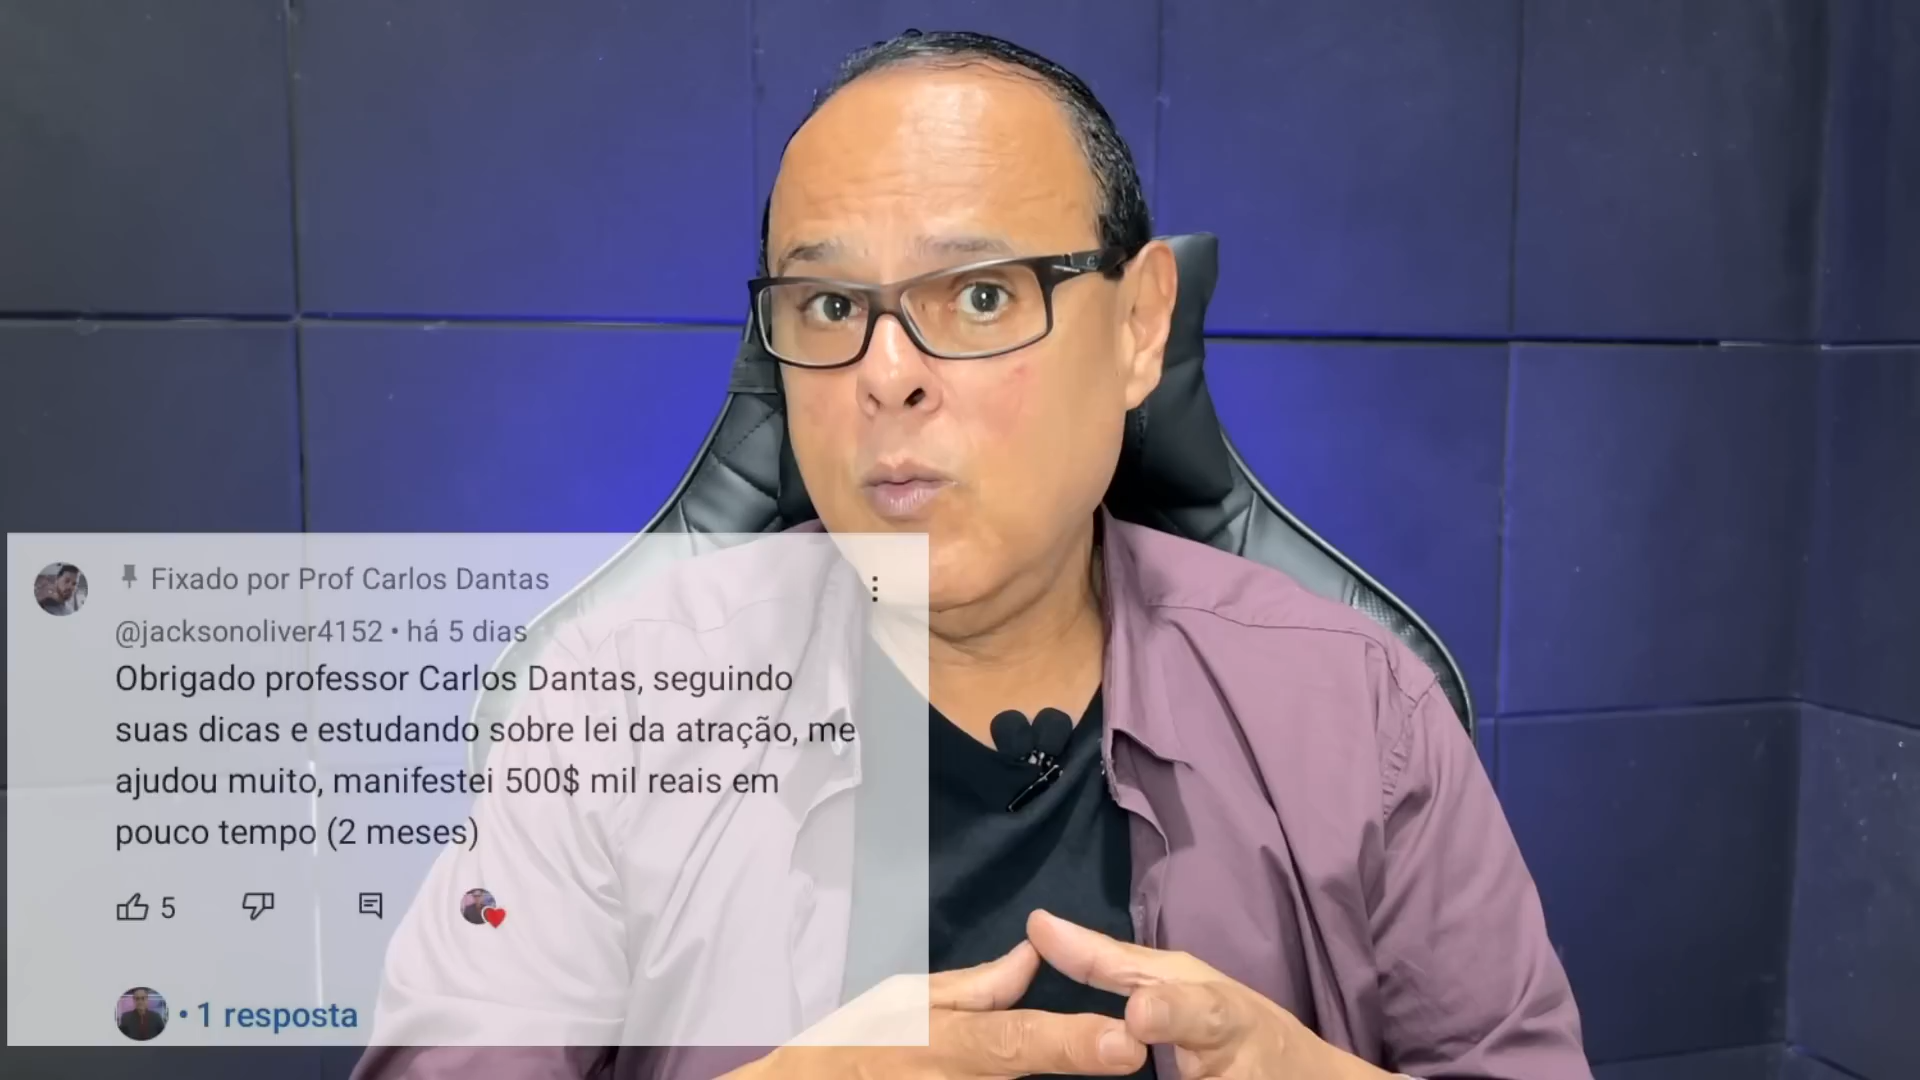 Fixado por Prof Carlos Dantas
@jacksonoliver4152 • há 5 dias
Obrigado professor Carlos Dantas, seguindo
suas dicas e estudando sobre lei da atração, me
ajudou muito, manifestei 500$ mil reais em
pouco tempo (2 meses)
5
• 1 resposta